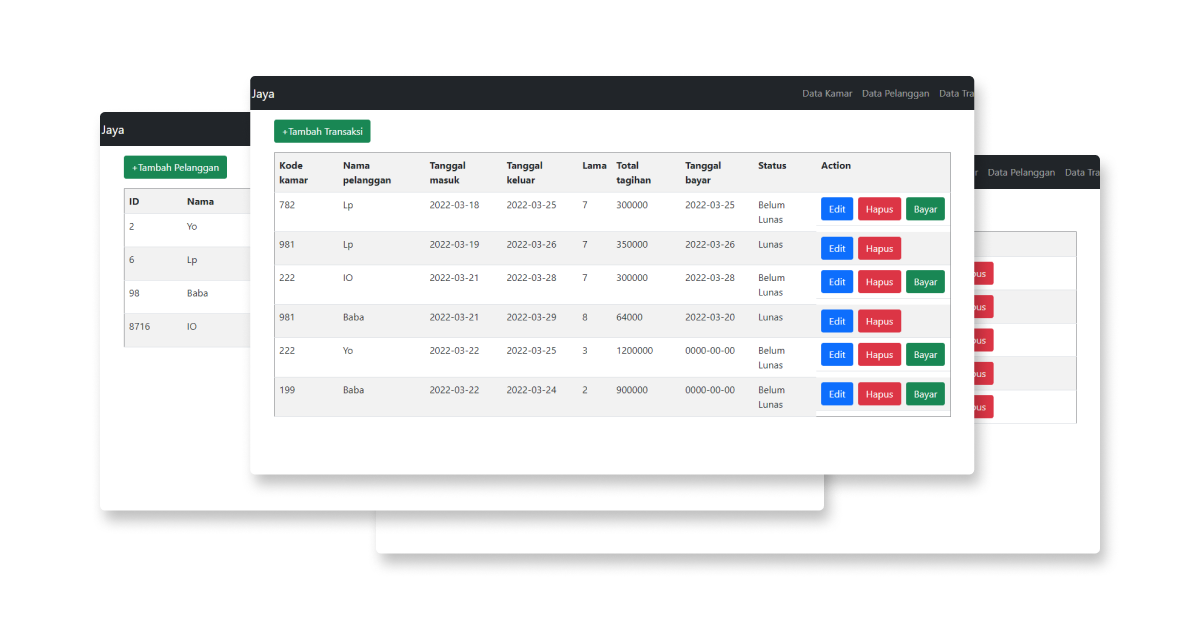 Jaya
Data Kamar Data Pelanggan Data Tra
+Tambah Transaksi
Kode kamar Nama pelanggan Tanggal masuk Tanggal keluar Lama Total tagihan Tanggal bayar Status Action
782 Lp 2022-03-18 2022-03-25 7 300000 2022-03-25 Belum Lunas Edit Hapus Bayar
981 Lp 2022-03-19 2022-03-26 7 350000 2022-03-26 Lunas Edit Hapus
222 IO 2022-03-21 2022-03-28 7 300000 2022-03-28 Belum Lunas Edit Hapus Bayar
981 Baba 2022-03-21 2022-03-29 8 64000 2022-03-20 Lunas Edit Hapus
222 Yo 2022-03-22 2022-03-25 3 1200000 0000-00-00 Belum Lunas Edit Hapus Bayar
199 Baba 2022-03-22 2022-03-24 2 900000 0000-00-00 Belum Lunas Edit Hapus Bayar
Jaya
+Tambah Pelanggan
ID Nama
2 Yo
6 Lp
98 Baba
8716 IO
r Data Pelanggan Data Tra
pus
pus
pus
pus
pus